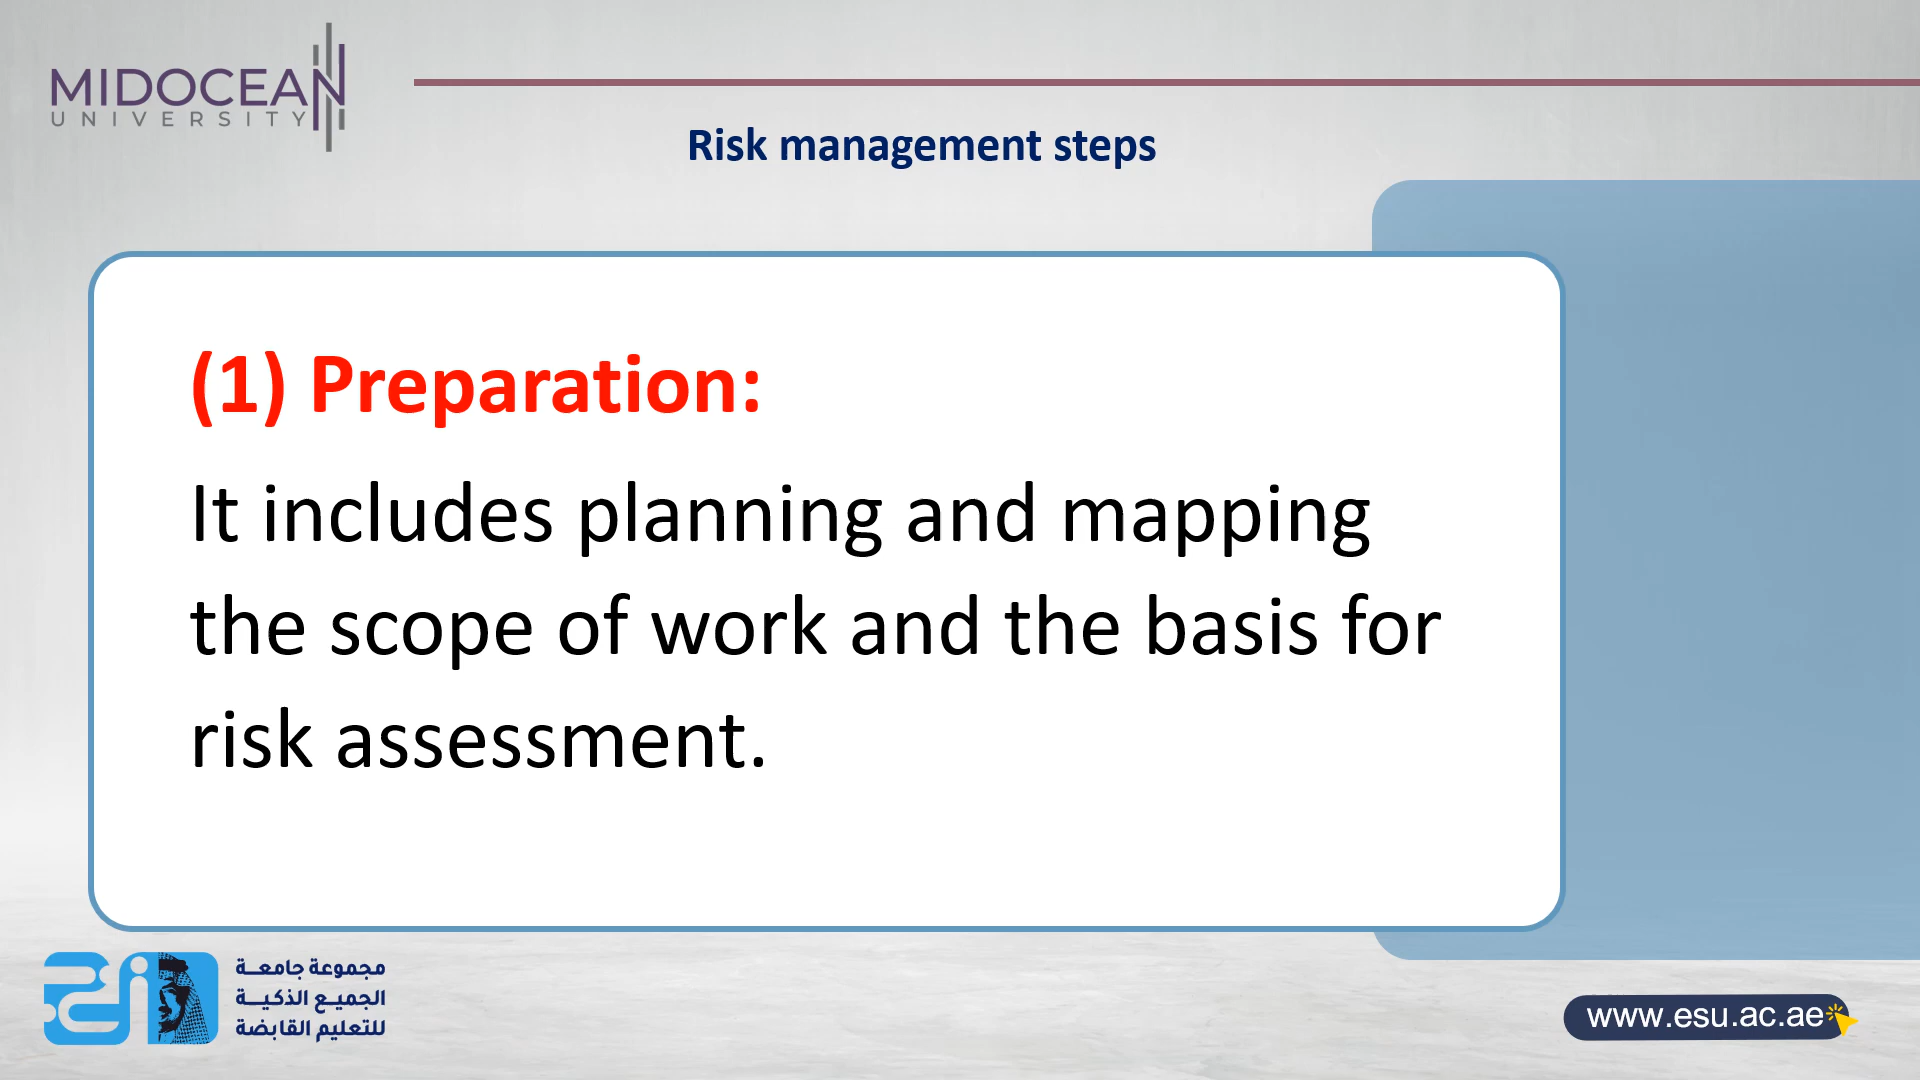 MIDOCEAN
UNIVERSITY
Risk management steps
(1) Preparation:
It includes planning and mapping
the scope of work and the basis for
risk assessment.
مجموعة جامعة
الجميع الذكية
للتعليم القابضة
www.esu.ac.ae